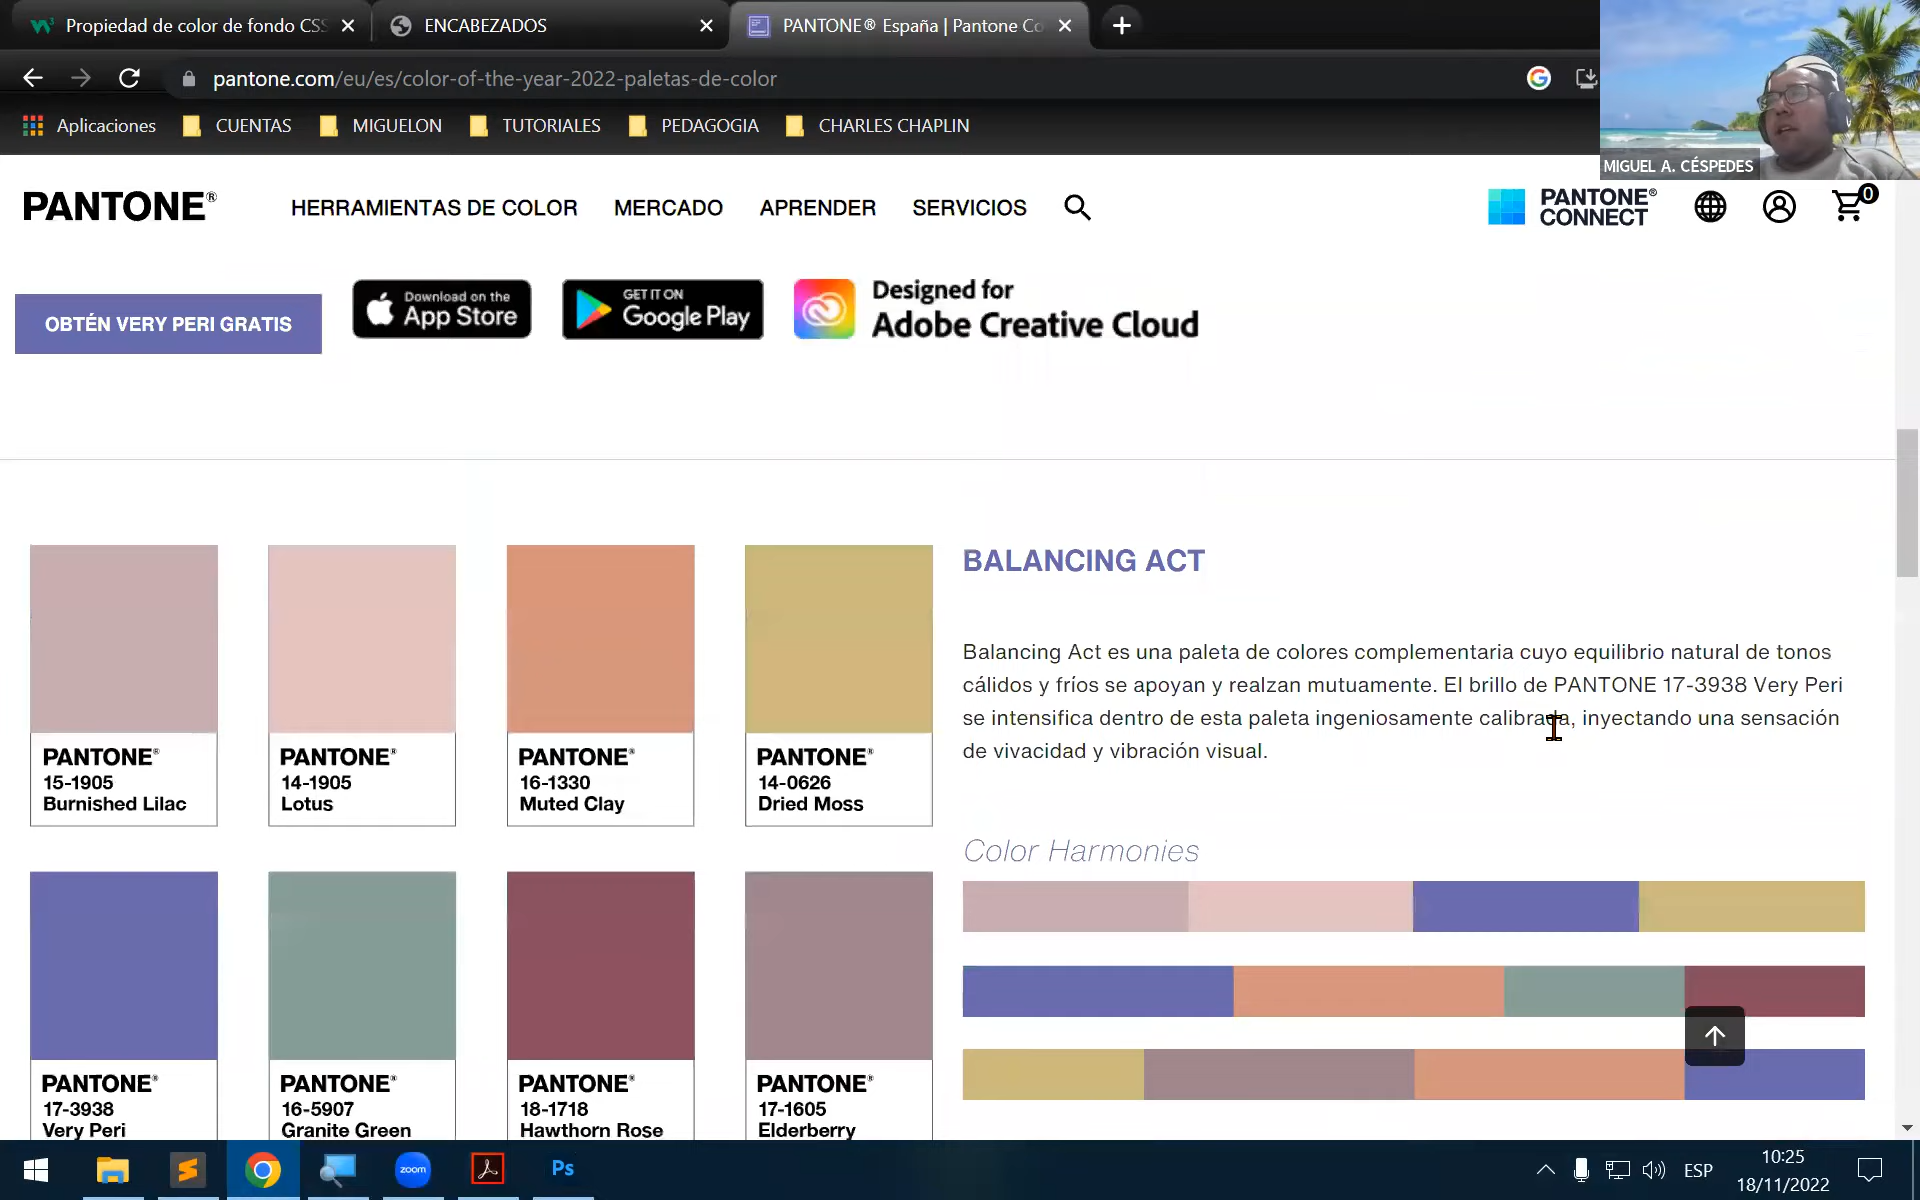 Propiedad de color de fondo CSS
ENCABEZADOS
PANTONE® España | Pantone Co
pantone.com/eu/es/color-of-the-year-2022-paletas-de-color
Aplicaciones
CUENTAS
MIGUELON
TUTORIALES
PEDAGOGIA
CHARLES CHAPLIN
MIGUEL A. CÉSPEDES
PANTONE®
HERRAMIENTAS DE COLOR
MERCADO
APRENDER
SERVICIOS
PANTONE®
CONNECT
0
OBTÉN VERY PERI GRATIS
Download on the
App Store
GET IT ON
Google Play
Designed for
Adobe Creative Cloud
PANTONE®
15-1905
Burnished Lilac
PANTONE®
14-1905
Lotus
PANTONE®
16-1330
Muted Clay
PANTONE®
14-0626
Dried Moss
BALANCING ACT
Balancing Act es una paleta de colores complementaria cuyo equilibrio natural de tonos
cálidos y fríos se apoyan y realzan mutuamente. El brillo de PANTONE 17-3938 Very Peri
se intensifica dentro de esta paleta ingeniosamente calibrada, inyectando una sensación
de vivacidad y vibración visual.
Color Harmonies
PANTONE®
17-3938
Very Peri
PANTONE®
16-5907
Granite Green
PANTONE®
18-1718
Hawthorn Rose
PANTONE®
17-1605
Elderberry
zoom
Ps
ESP
10:25
18/11/2022